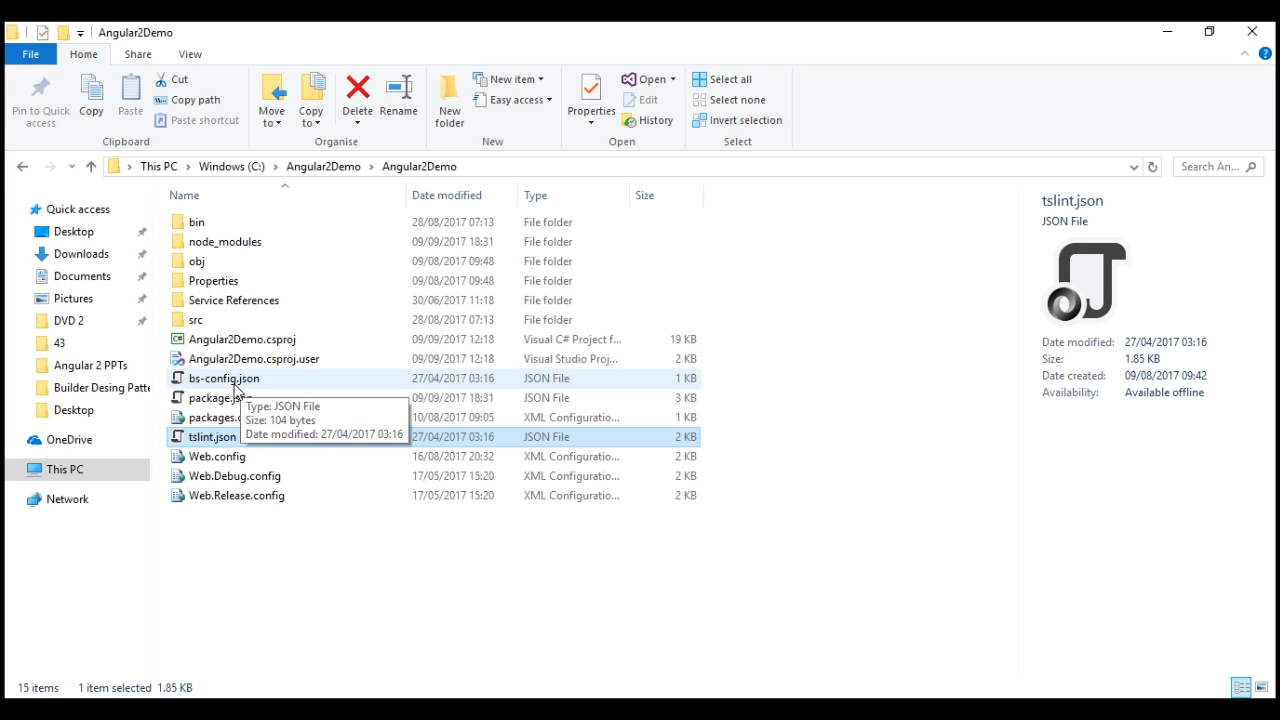 Angular2Demo
File Home Share View
Pin to Quick access
Copy
Paste
Cut
Copy path
Paste shortcut
Clipboard
Move to
Copy to
Delete
Rename
Organise
New folder
New item
Easy access
New
Properties
Open
Edit
History
Open
Select all
Select none
Invert selection
Select
This PC › Windows (C:) › Angular2Demo › Angular2Demo
Search An...
Quick access
Desktop
Downloads
Documents
Pictures
DVD 2
43
Angular 2 PPTs
Builder Desing Patte
Desktop
OneDrive
This PC
Network
Name Date modified Type Size
bin 28/08/2017 07:13 File folder
node_modules 09/09/2017 18:31 File folder
obj 09/08/2017 09:48 File folder
Properties 09/08/2017 09:48 File folder
Service References 30/06/2017 11:18 File folder
src 28/08/2017 07:13 File folder
Angular2Demo.csproj 09/09/2017 12:18 Visual C# Project f... 19 KB
Angular2Demo.csproj.user 09/09/2017 12:18 Visual Studio Proj... 2 KB
bs-config.json 27/04/2017 03:16 JSON File 1 KB
package.js 09/09/2017 18:31 JSON File 3 KB
packages. 10/08/2017 09:05 XML Configuratio... 1 KB
tslint.json 27/04/2017 03:16 JSON File 2 KB
Web.config 16/08/2017 20:32 XML Configuratio... 2 KB
Web.Debug.config 17/05/2017 15:20 XML Configuratio... 2 KB
Web.Release.config 17/05/2017 15:20 XML Configuratio... 2 KB
Type: JSON File
Size: 104 bytes
Date modified: 27/04/2017 03:16
tslint.json
JSON File
Date modified: 27/04/2017 03:16
Size: 1.85 KB
Date created: 09/08/2017 09:42
Availability: Available offline
15 items 1 item selected 1.85 KB